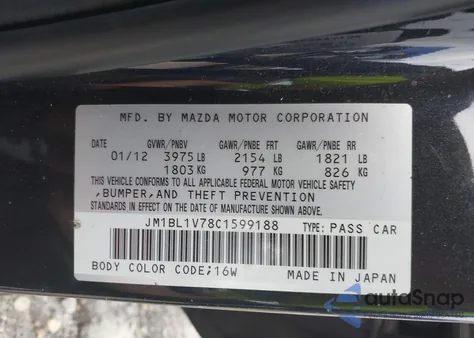 MFD. BY MAZDA MOTOR CORPORATION
DATE GVWR/PNBV GAWR/PNBE FRT GAWR/PNBE RR
01/12 3975 LB 2154 LB 1821 LB
1803 KG 977 KG 826 KG
THIS VEHICLE CONFORMS TO ALL APPLICABLE FEDERAL MOTOR VEHICLE SAFETY
,BUMPER,AND THEFT PREVENTION
STANDARDS IN EFFECT ON THE DATE OF MANUFACTURE SHOWN ABOVE.
JM1BL1V78C1599188 TYPE: PASS CAR
BODY COLOR CODE;16W MADE IN JAPAN
autoSnap